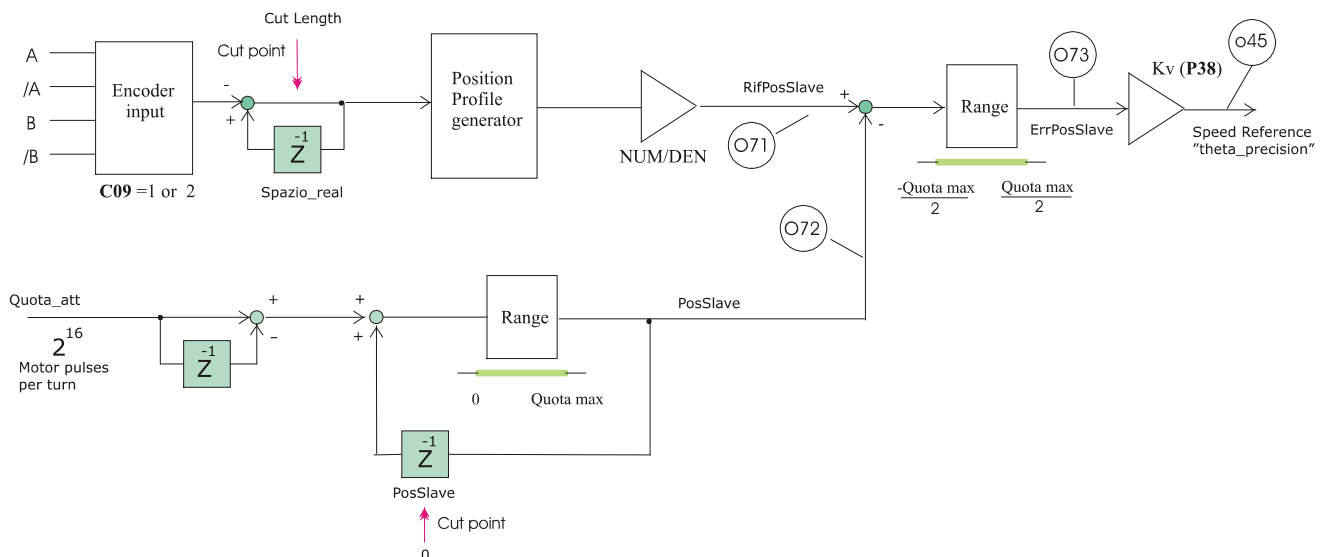 Cut Length
Cut point
A
/A
B
/B
Encoder
input
C09 =1 or 2
-
+
-1
Z
Spazio_real
Position
Profile
generator
NUM/DEN
RifPosSlave
O71
+
-
Range
-Quota max
2
Quota max
2
O73
ErrPosSlave
Kv (P38)
o45
Speed Reference
"theta_precision"
O72
Quota_att
2^16
Motor pulses
per turn
-1
Z
+
-
+
+
Range
0
Quota max
PosSlave
-1
Z
PosSlave
Cut point
0